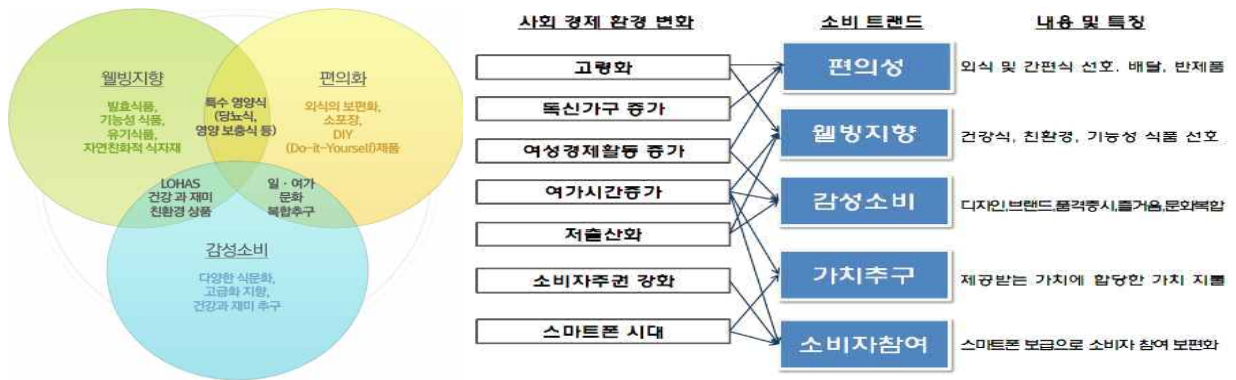 웰빙지향
발효식품,
기능성 식품,
유기식품,
자연친화적 식자재
특수 영양식
(당뇨식,
영양 보충식 등)
편의화
외식의 보편화,
소포장,
DIY
(Do-it-Yourself)제품
LOHAS
건강 과 재미
친환경 상품
일 · 여가
문화
복합추구
감성소비
다양한 식문화,
고급화 지향,
건강과 재미 추구
사회 경제 환경 변화
고령화
독신가구 증가
여성경제활동 증가
여가시간증가
저출산화
소비자주권 강화
스마트폰 시대
소비 트랜드
편의성
웰빙지향
감성소비
가치추구
소비자참여
내용 및 특징
외식 및 간편식 선호, 배달, 반제품
건강식, 친환경, 기능성 식품 선호
디자인,브랜드,품격중시,즐거움,문화복합
제공받는 가치에 합당한 가치 지불
스마트폰 보급으로 소비자 참여 보편화